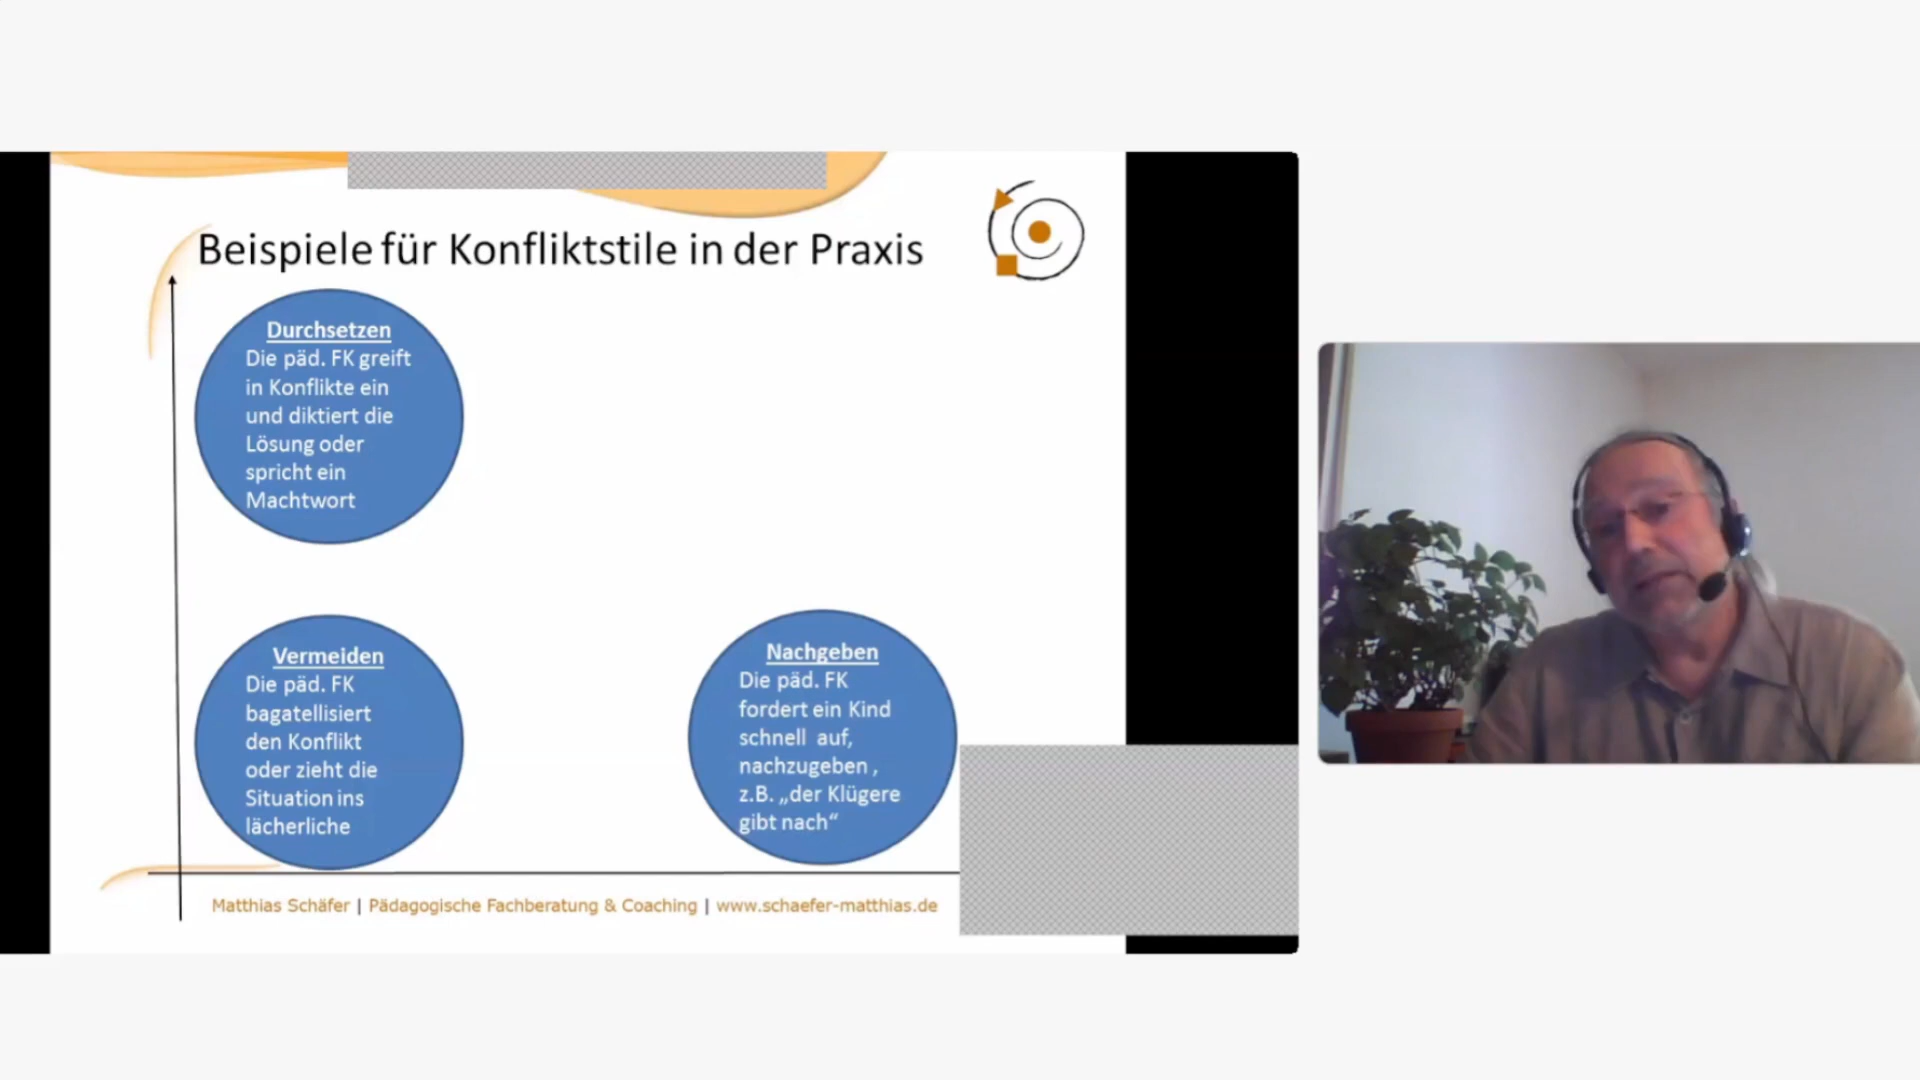 Beispiele für Konfliktstile in der Praxis
Durchsetzen
Die päd. FK greift
in Konflikte ein
und diktiert die
Lösung oder
spricht ein
Machtwort
Vermeiden
Die päd. FK
bagatellisiert
den Konflikt
oder zieht die
Situation ins
lächerliche
Nachgeben
Die päd. FK
fordert ein Kind
schnell auf,
nachzugeben ,
z.B. „der Klügere
gibt nach“
Matthias Schäfer | Pädagogische Fachberatung & Coaching | www.schaefer-matthias.de